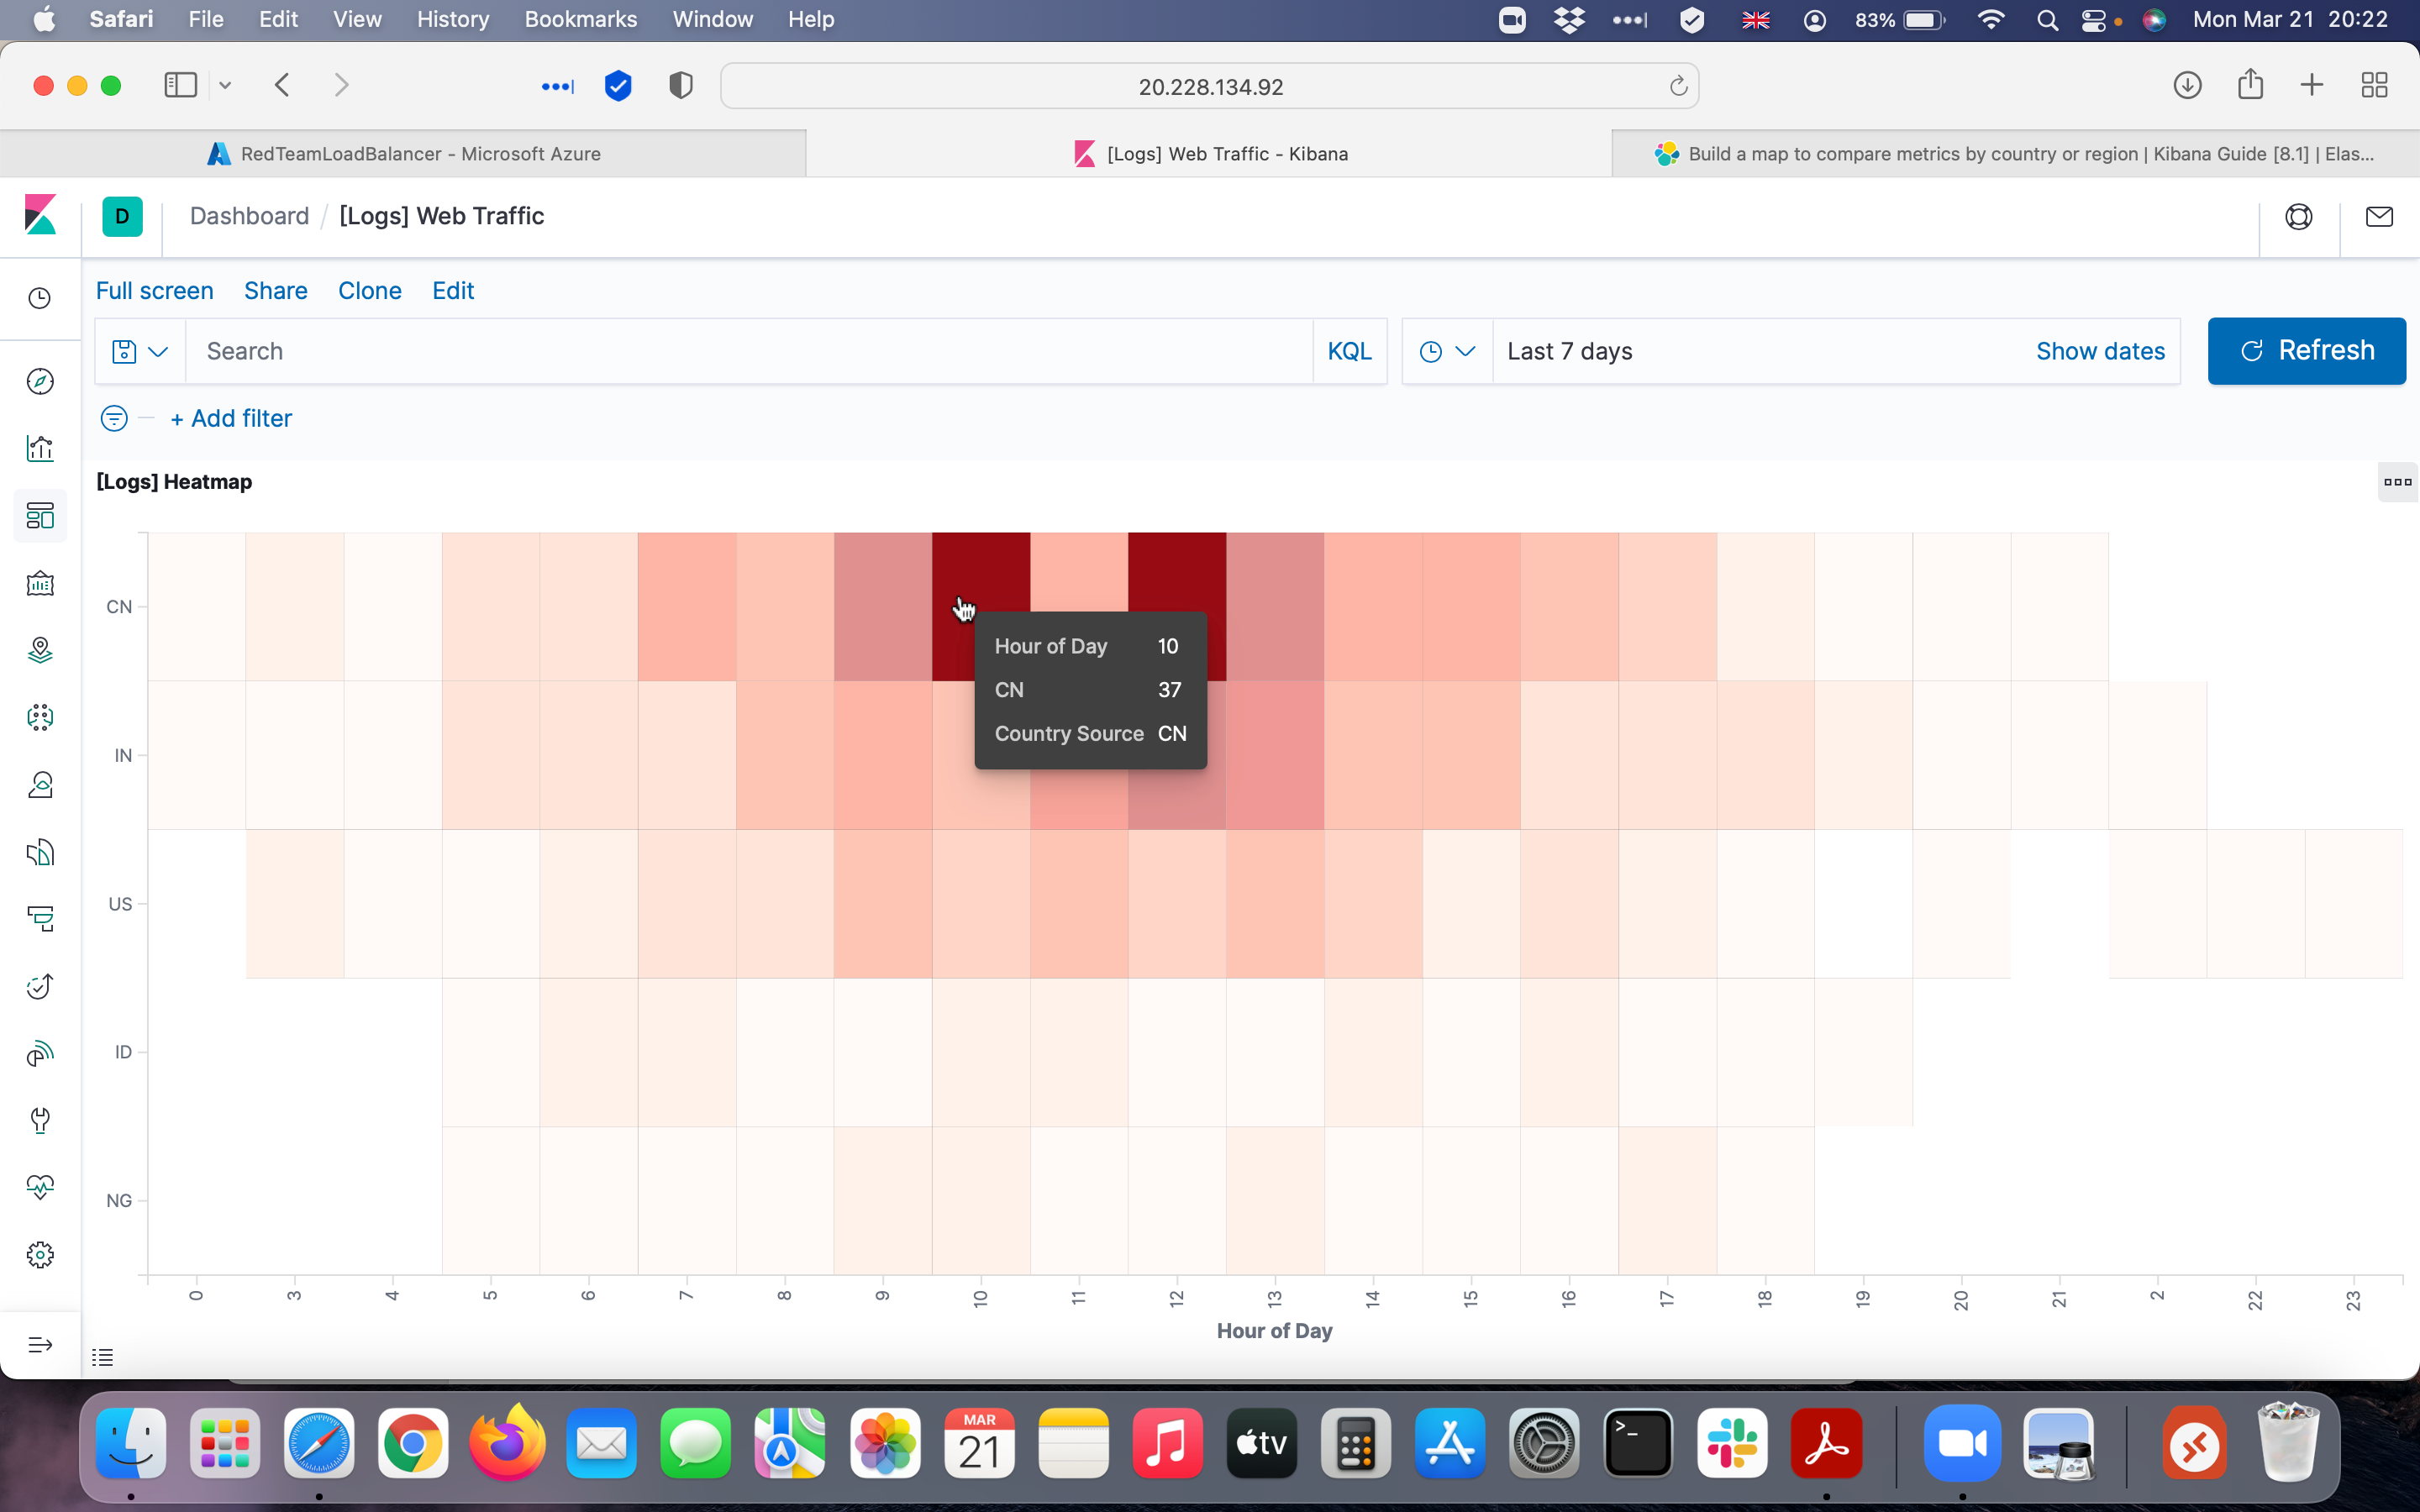 Safari File Edit View History Bookmarks Window Help 83% Mon Mar 21 20:22
20.228.134.92
RedTeamLoadBalancer - Microsoft Azure
[Logs] Web Traffic - Kibana
Build a map to compare metrics by country or region | Kibana Guide [8.1] | Elas...
D Dashboard / [Logs] Web Traffic
Full screen Share Clone Edit
Search KQL Last 7 days Show dates Refresh
+ Add filter
[Logs] Heatmap
CN
Hour of Day 10
CN 37
Country Source CN
IN
US
ID
NG
0 3 4 5 6 7 8 9 10 11 12 13 14 15 16 17 18 19 20 21 2 22 23
Hour of Day
MAR
21
tv
>_